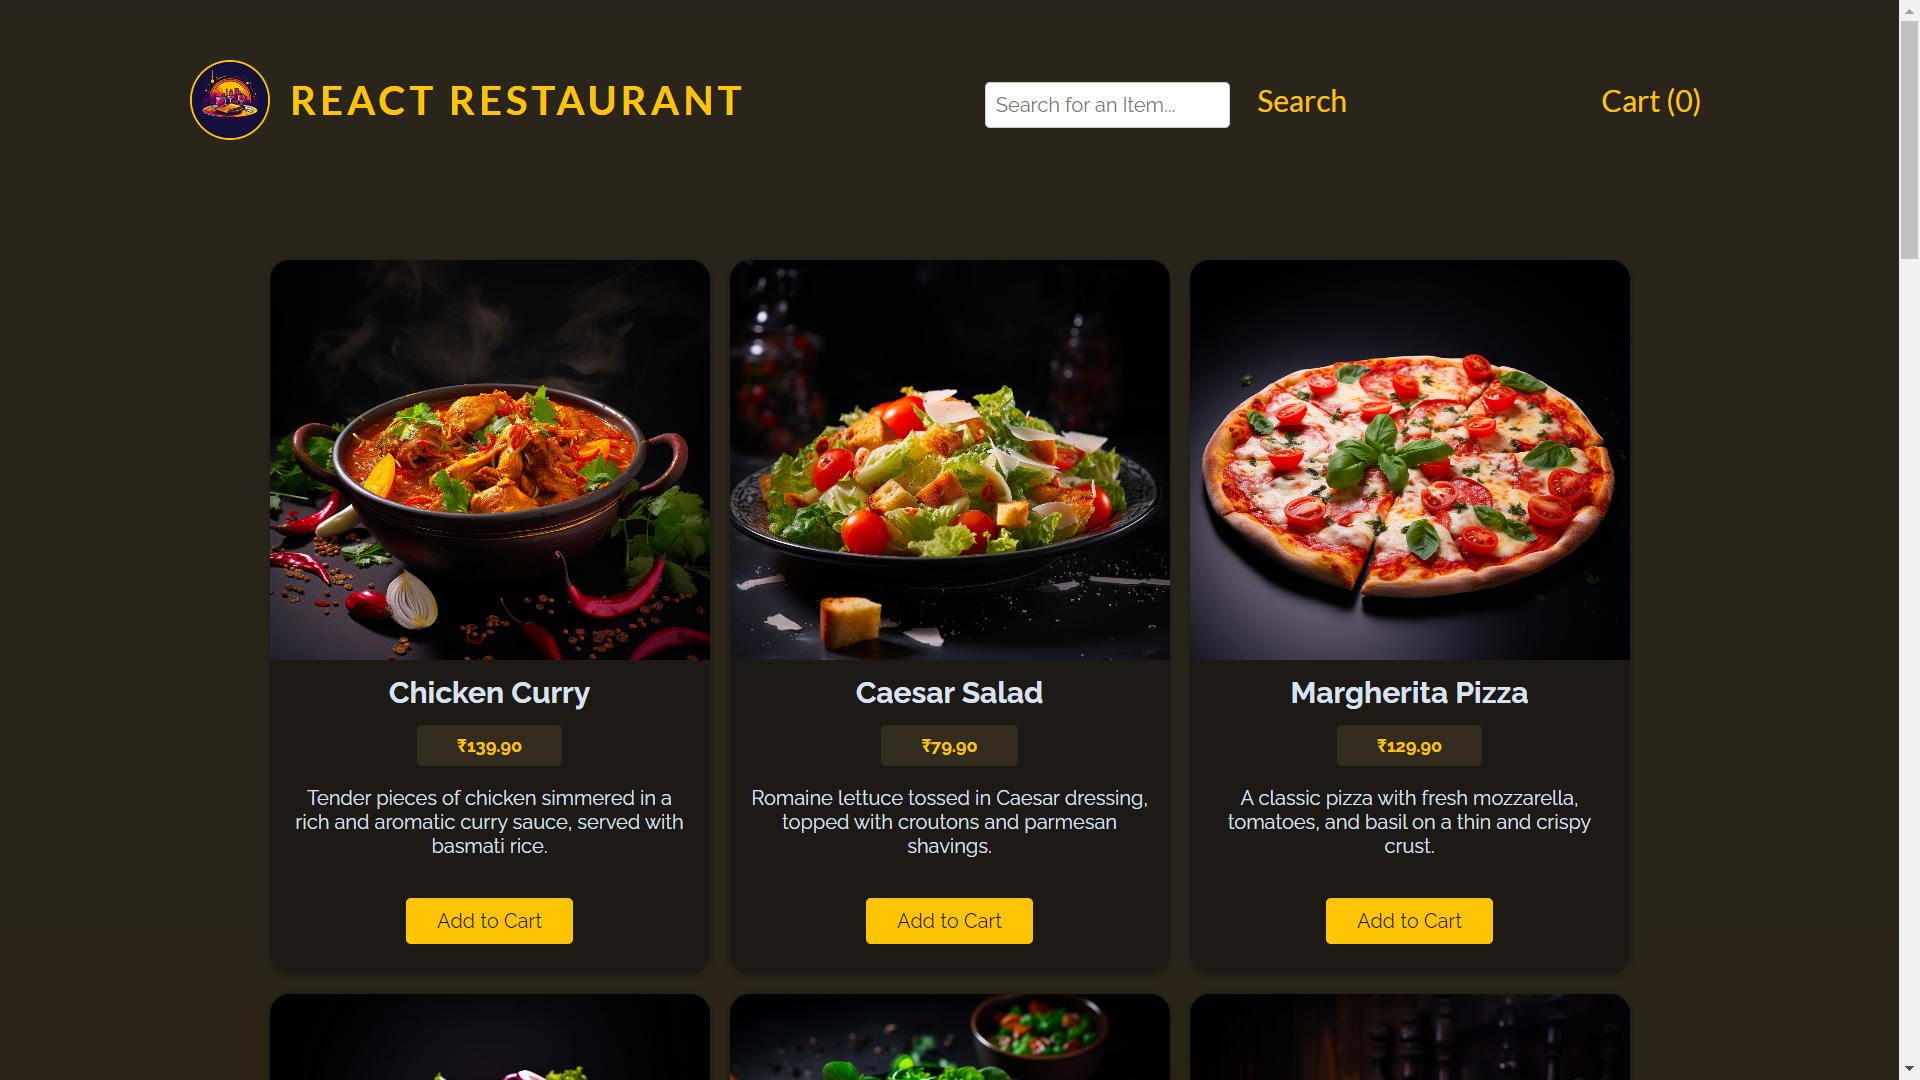 REACT RESTAURANT
Search for an Item...
Search
Cart (0)
Chicken Curry
₹139.90
Tender pieces of chicken simmered in a
rich and aromatic curry sauce, served with
basmati rice.
Add to Cart
Caesar Salad
₹79.90
Romaine lettuce tossed in Caesar dressing,
topped with croutons and parmesan
shavings.
Add to Cart
Margherita Pizza
₹129.90
A classic pizza with fresh mozzarella,
tomatoes, and basil on a thin and crispy
crust.
Add to Cart